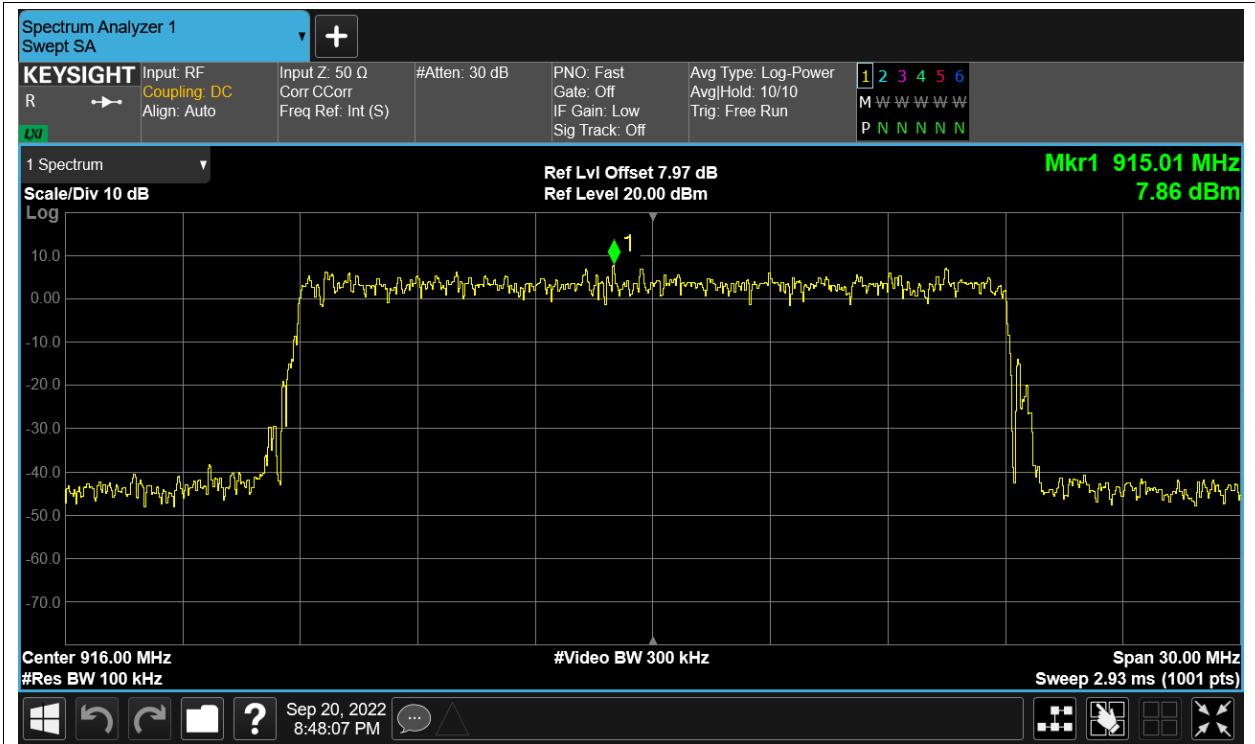 Spectrum Analyzer 1
Swept SA
KEYSIGHT
R
LXI
Input: RF
Coupling: DC
Align: Auto
Input Z: 50 Ω
Corr CCorr
Freq Ref: Int (S)
#Atten: 30 dB
PNO: Fast
Gate: Off
IF Gain: Low
Sig Track: Off
Avg Type: Log-Power
Avg|Hold: 10/10
Trig: Free Run
1 2 3 4 5 6
M W W W W W
P N N N N N
1 Spectrum
Scale/Div 10 dB
Log
Ref Lvl Offset 7.97 dB
Ref Level 20.00 dBm
Mkr1 915.01 MHz
7.86 dBm
1
10.0
0.00
-10.0
-20.0
-30.0
-40.0
-50.0
-60.0
-70.0
Center 916.00 MHz
#Res BW 100 kHz
#Video BW 300 kHz
Span 30.00 MHz
Sweep 2.93 ms (1001 pts)
?
Sep 20, 2022
8:48:07 PM